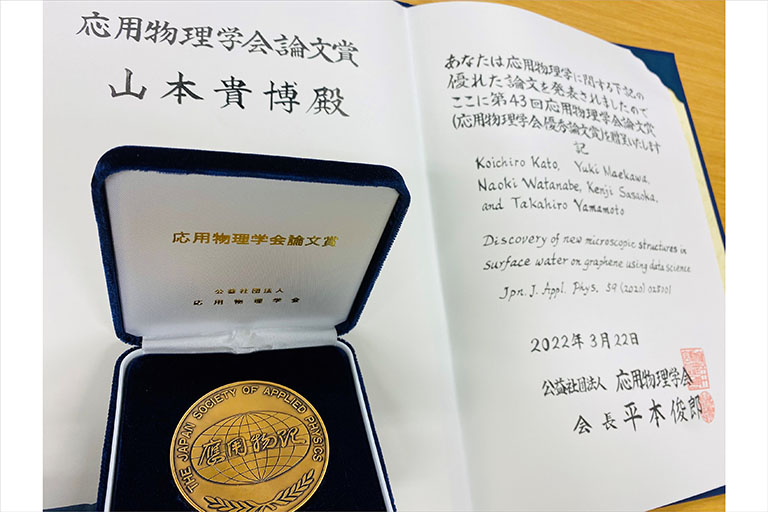 応用物理学会論文賞
山本貴博殿
あなたは応用物理学に関する下記の
優れた論文を発表されましたので
ここに第43回応用物理学会論文賞
(応用物理学会優秀論文賞)を贈呈いたします
記
Koichiro Kato, Yuki Maekawa,
Naoki Watanabe, Kenji Sasaoka,
and Takahiro Yamamoto
Discovery of new microscopic structures in
surface water on graphene using data science
Jpn. J. Appl. Phys. 59 (2020) 025001
2022年3月22日
公益社団法人 応用物理学会
会長 平本俊郎
応用物理学会論文賞
公益社団法人
応用物理学会
THE JAPAN SOCIETY OF APPLIED PHYSICS
應用物理